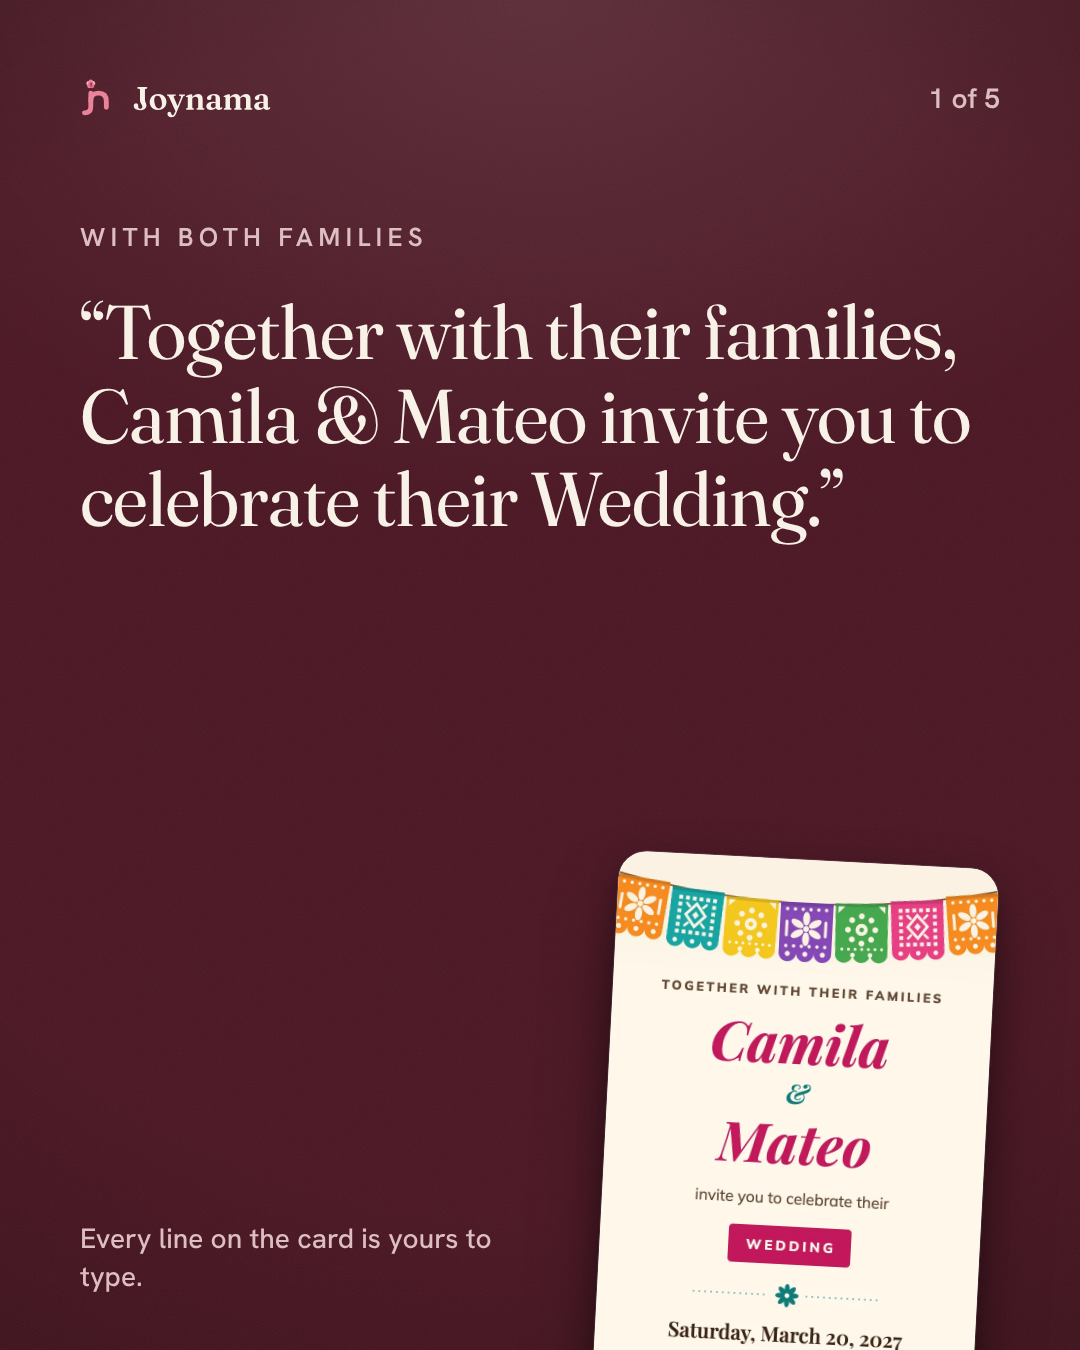 Joynama
1 of 5
WITH BOTH FAMILIES
“Together with their families,
Camila & Mateo invite you to
celebrate their Wedding.”
TOGETHER WITH THEIR FAMILIES
Camila
&
Mateo
invite you to celebrate their
WEDDING
Saturday, March 20, 2027
Every line on the card is yours to
type.